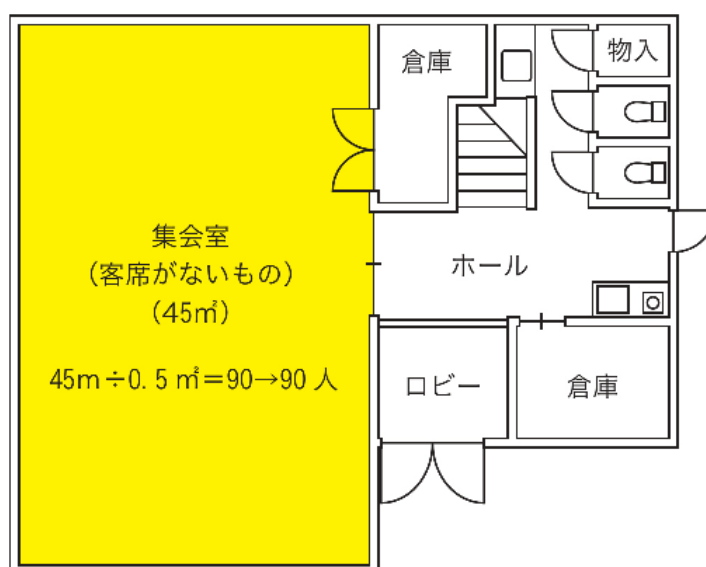 倉庫
物入
集会室
(客席がないもの)
(45㎡)
45m÷0.5㎡=90→90人
ホール
ロビー
倉庫